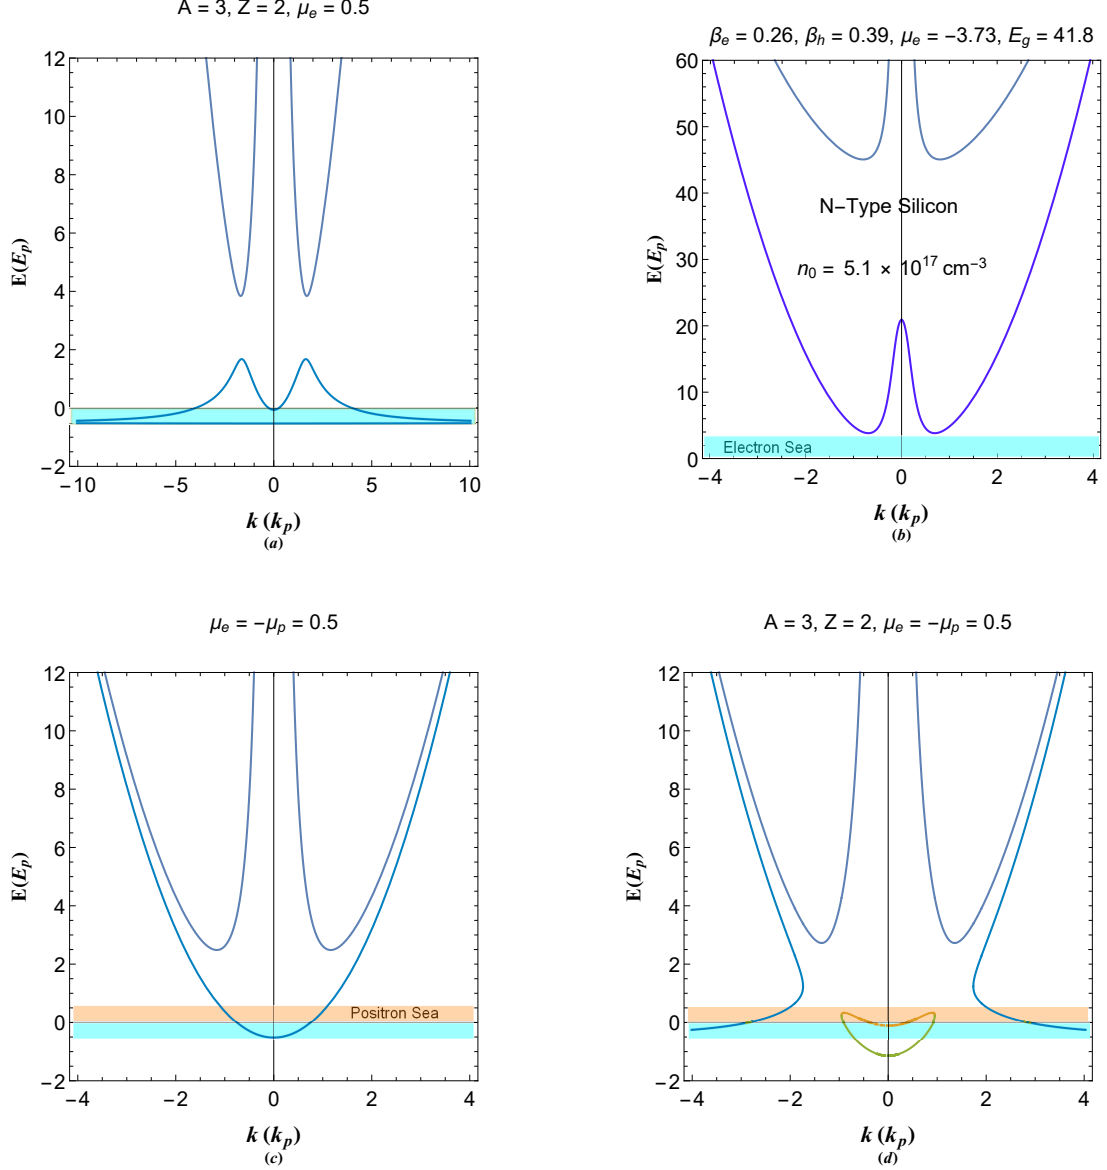 A = 3, Z = 2, μe = 0.5
12
10
8
6
4
2
0
−2
E(Ep)
−10 −5 0 5 10
k (kp)
(a)
βe = 0.26, βh = 0.39, μe = −3.73, Eg = 41.8
60
50
40
30
20
10
0
E(Ep)
N−Type Silicon
n0 = 5.1 × 10^17 cm^−3
Electron Sea
−4 −2 0 2 4
k (kp)
(b)
μe = −μp = 0.5
12
10
8
6
4
2
0
−2
E(Ep)
Positron Sea
−4 −2 0 2 4
k (kp)
(c)
A = 3, Z = 2, μe = −μp = 0.5
12
10
8
6
4
2
0
−2
E(Ep)
−4 −2 0 2 4
k (kp)
(d)